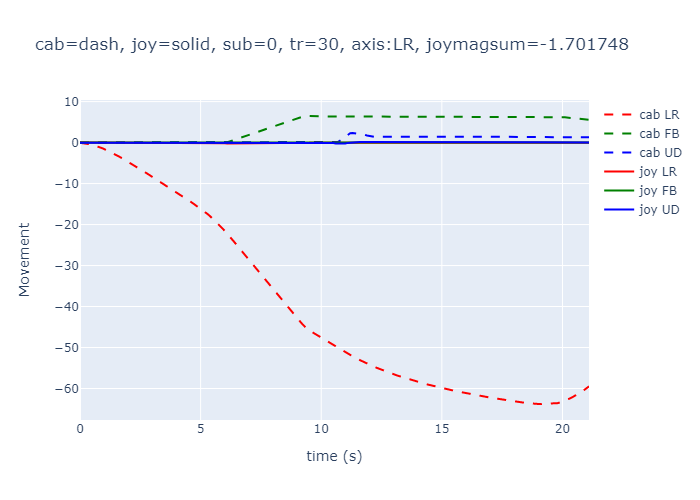 cab=dash, joy=solid, sub=0, tr=30, axis:LR, joymagsum=-1.701748
10
0
−10
−20
−30
−40
−50
−60
Movement
0 5 10 15 20
time (s)
cab LR
cab FB
cab UD
joy LR
joy FB
joy UD